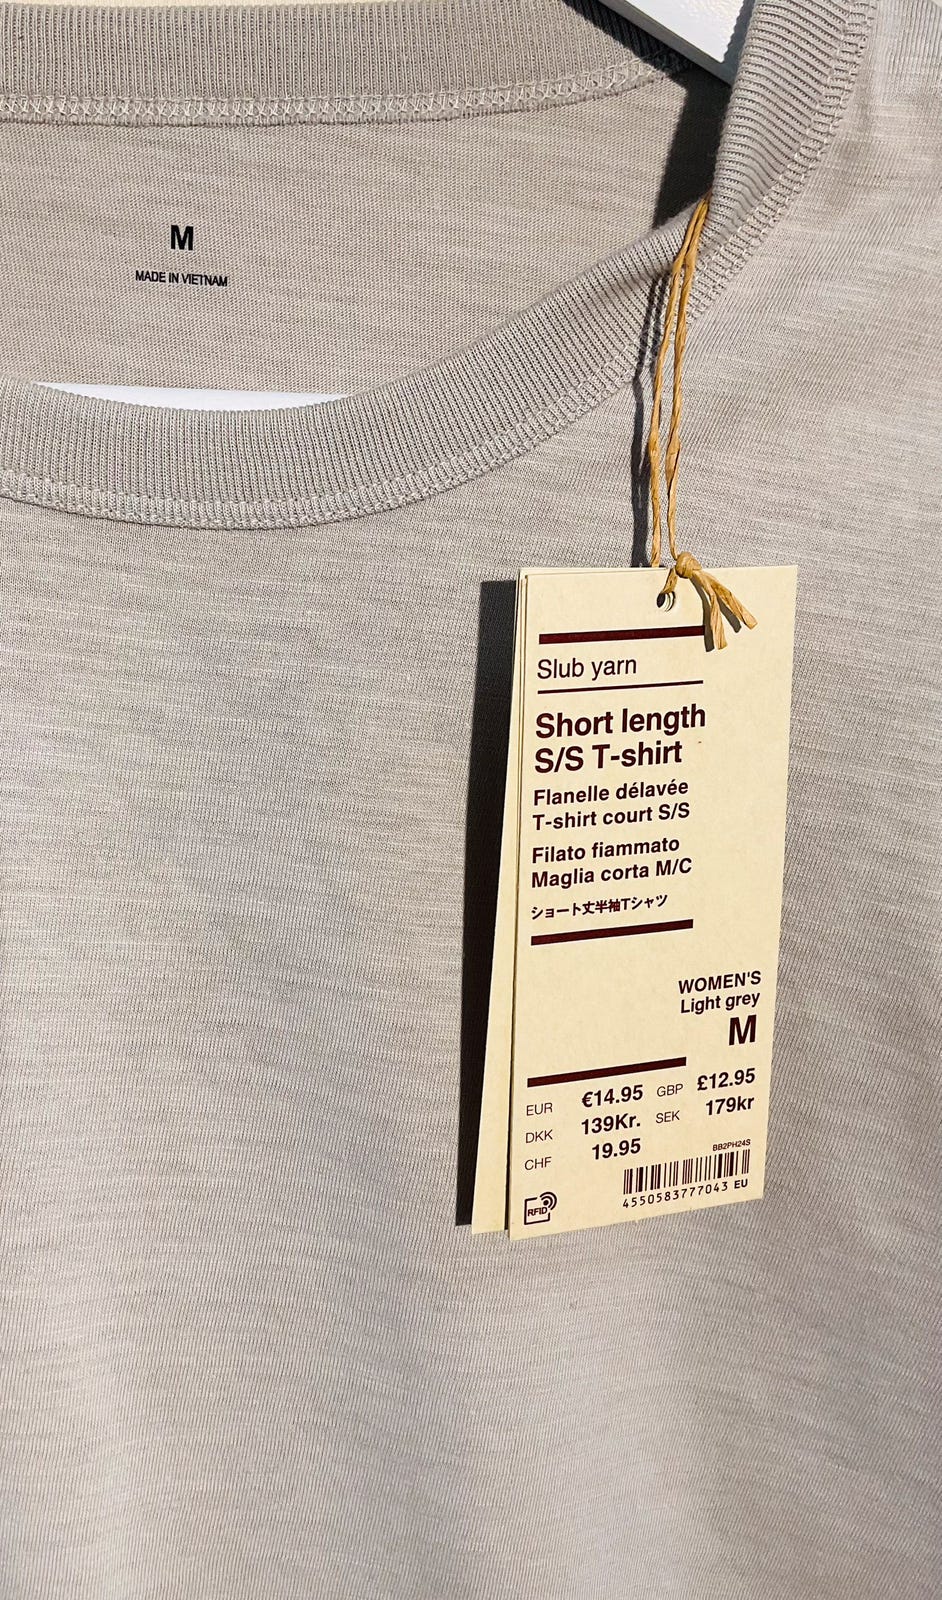 M
MADE IN VIETNAM
Slub yarn
Short length
S/S T-shirt
Flanelle délavée
T-shirt court S/S
Filato fiammato
Maglia corta M/C
ショート丈半袖Tシャツ
WOMEN'S
Light grey
M
EUR €14.95 GBP £12.95
DKK 139Kr. SEK 179kr
CHF 19.95
BB2PH24S
4550583777043 EU
RFID